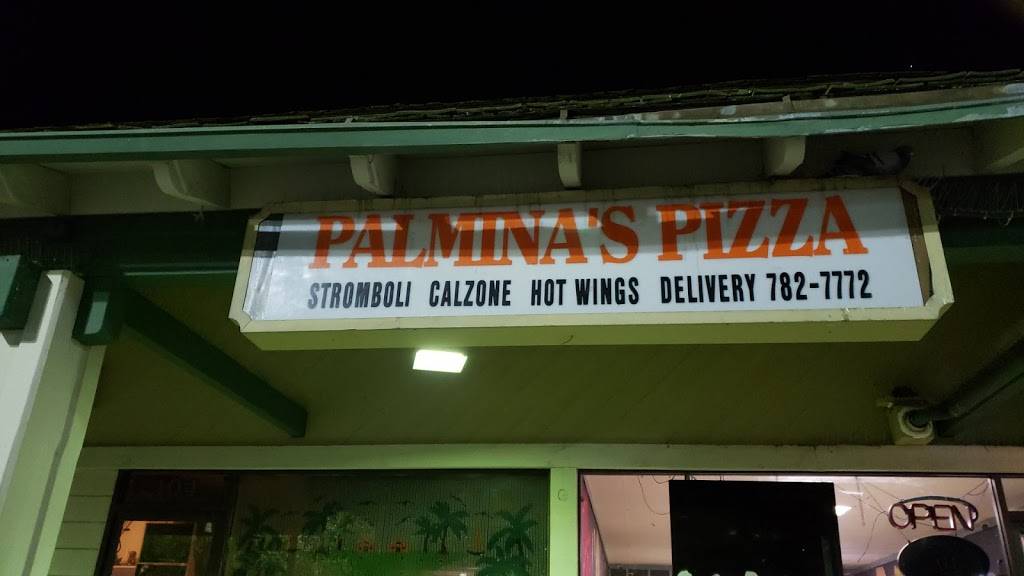 PALMINA'S PIZZA
STROMBOLI CALZONE HOT WINGS DELIVERY 782-7772
OPEN